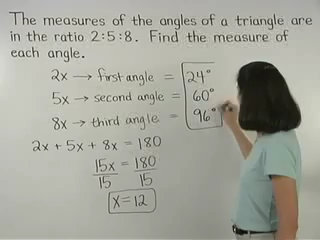 The measures of the angles of a triangle are
in the ratio 2:5:8. Find the measure of
each angle.
2x → first angle = 24°
5x → second angle = 60°
8x → third angle = 96°
2x + 5x + 8x = 180
15x = 180
15 15
x = 12